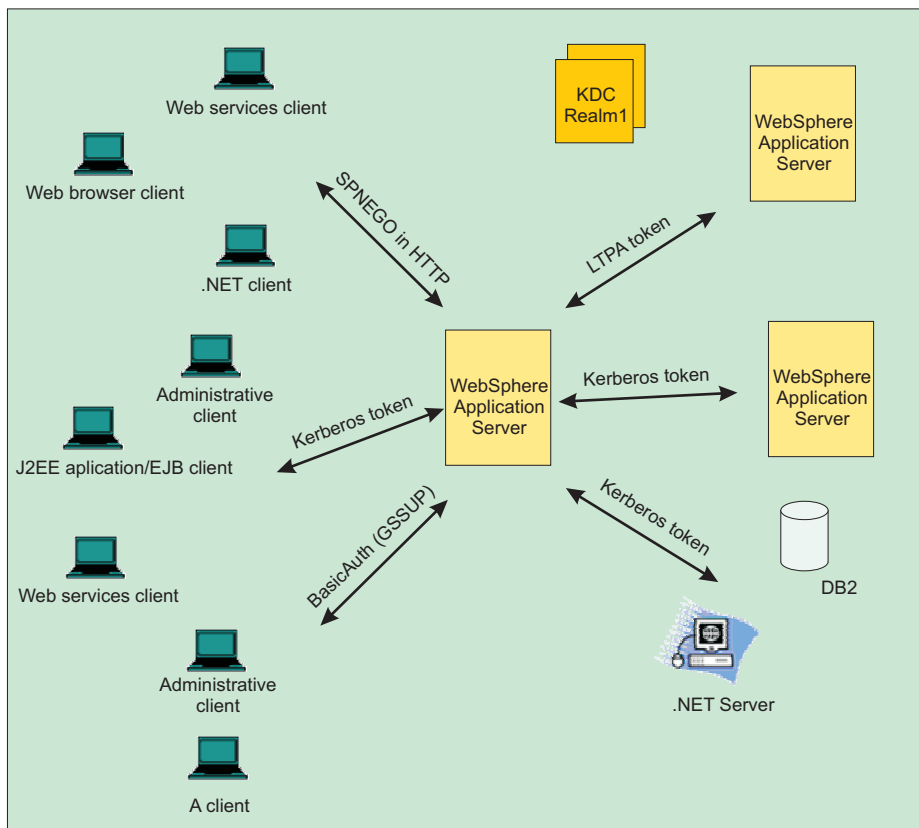 Web services client
KDC
Realm1
WebSphere
Application
Server
Web browser client
SPNEGO in HTTP
LTPA token
.NET client
Administrative
client
WebSphere
Application
Server
Kerberos token
WebSphere
Application
Server
Kerberos token
J2EE aplication/EJB client
BasicAuth (GSSUP)
Kerberos token
Web services client
DB2
Administrative
client
.NET Server
A client